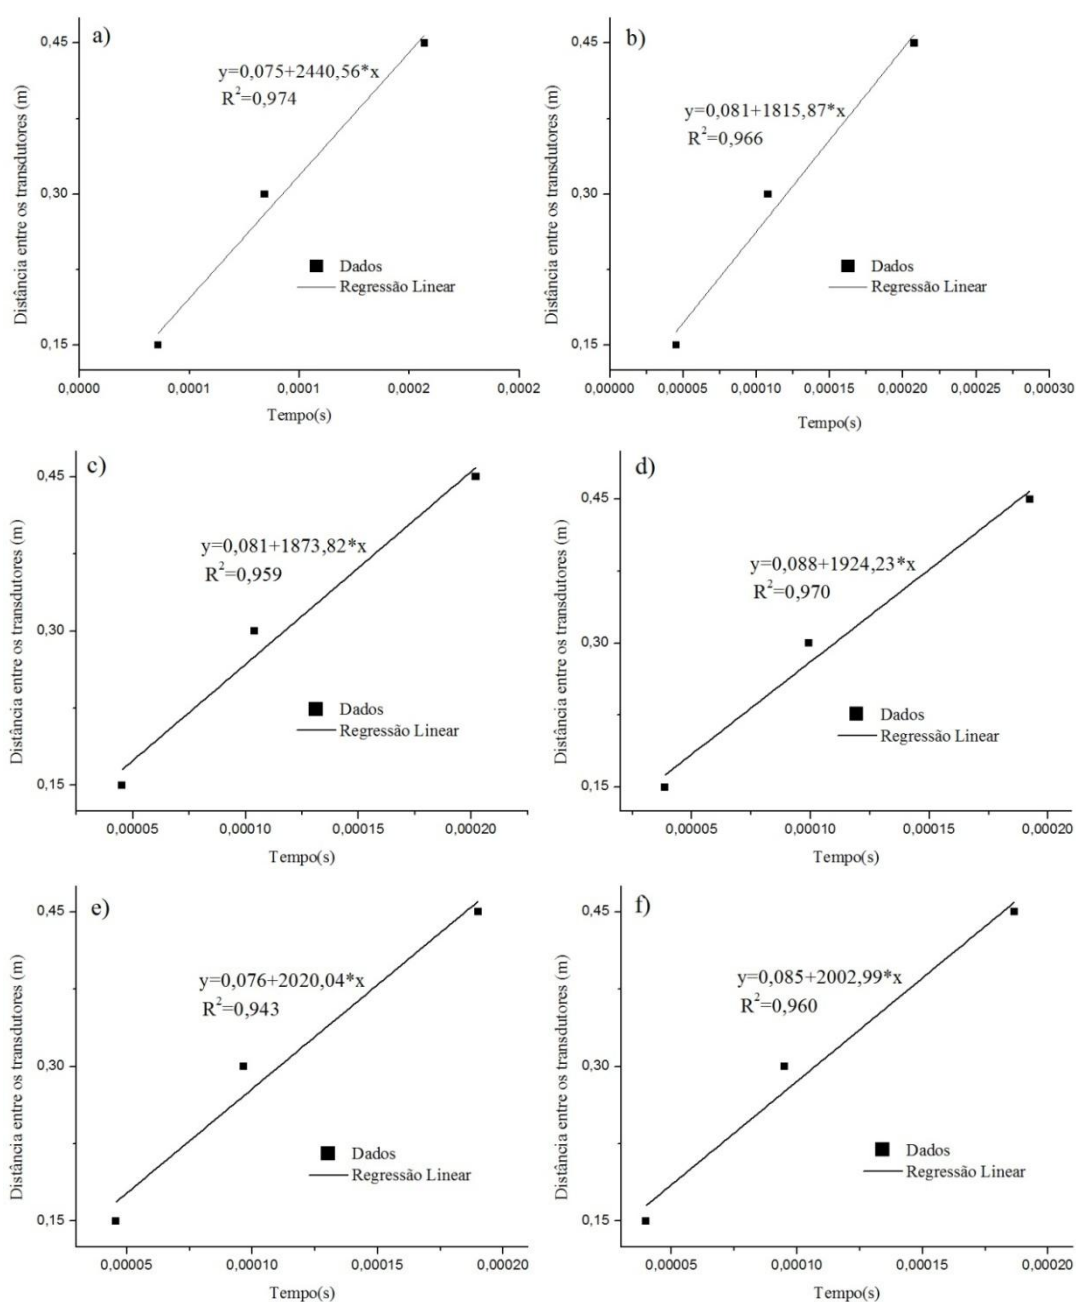 a)
y=0,075+2440,56*x
R²=0,974
Dados
Regressão Linear
0,45
0,30
0,15
Distância entre os transdutores (m)
0,0000 0,0001 0,0001 0,0002 0,0002
Tempo(s)
b)
y=0,081+1815,87*x
R²=0,966
Dados
Regressão Linear
0,45
0,30
0,15
Distância entre os transdutores (m)
0,00000 0,00005 0,00010 0,00015 0,00020 0,00025 0,00030
Tempo(s)
c)
y=0,081+1873,82*x
R²=0,959
Dados
Regressão Linear
0,45
0,30
0,15
Distância entre os transdutores (m)
0,00005 0,00010 0,00015 0,00020
Tempo(s)
d)
y=0,088+1924,23*x
R²=0,970
Dados
Regressão Linear
0,45
0,30
0,15
Distância entre os transdutores (m)
0,00005 0,00010 0,00015 0,00020
Tempo(s)
e)
y=0,076+2020,04*x
R²=0,943
Dados
Regressão Linear
0,45
0,30
0,15
Distância entre os transdutores (m)
0,00005 0,00010 0,00015 0,00020
Tempo(s)
f)
y=0,085+2002,99*x
R²=0,960
Dados
Regressão Linear
0,45
0,30
0,15
Distância entre os transdutores (m)
0,00005 0,00010 0,00015 0,00020
Tempo(s)